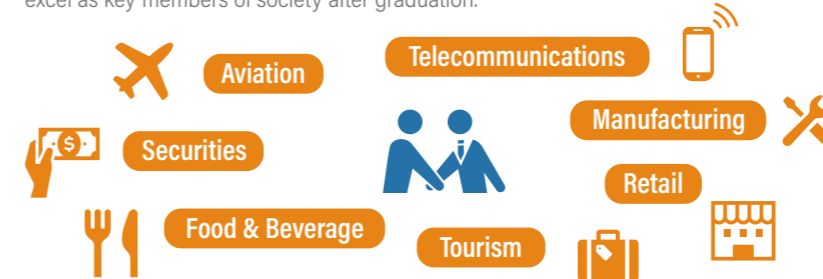 excel as key members of society after graduation.
Telecommunications
Aviation
Manufacturing
Securities
Retail
Food & Beverage
Tourism